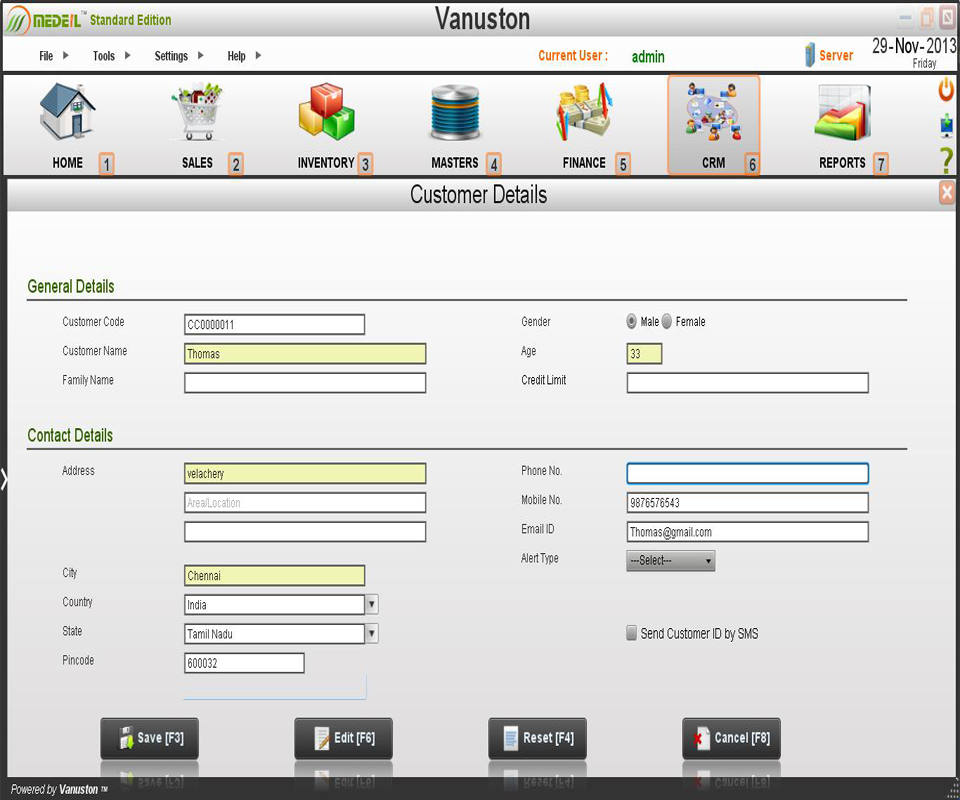 MEDEIL™ Standard Edition Vanuston
File Tools Settings Help Current User : admin Server 29-Nov-2013
Friday
HOME 1 SALES 2 INVENTORY 3 MASTERS 4 FINANCE 5 CRM 6 REPORTS 7
Customer Details
General Details
Customer Code CC0000011 Gender Male Female
Customer Name Thomas Age 33
Family Name Credit Limit
Contact Details
Address velachery Phone No.
Area/Location Mobile No. 9876576543
Email ID Thomas@gmail.com
Alert Type ---Select---
City Chennai
Country India
State Tamil Nadu Send Customer ID by SMS
Pincode 600032
Save [F3] Edit [F6] Reset [F4] Cancel [F8]
Powered by Vanuston ™